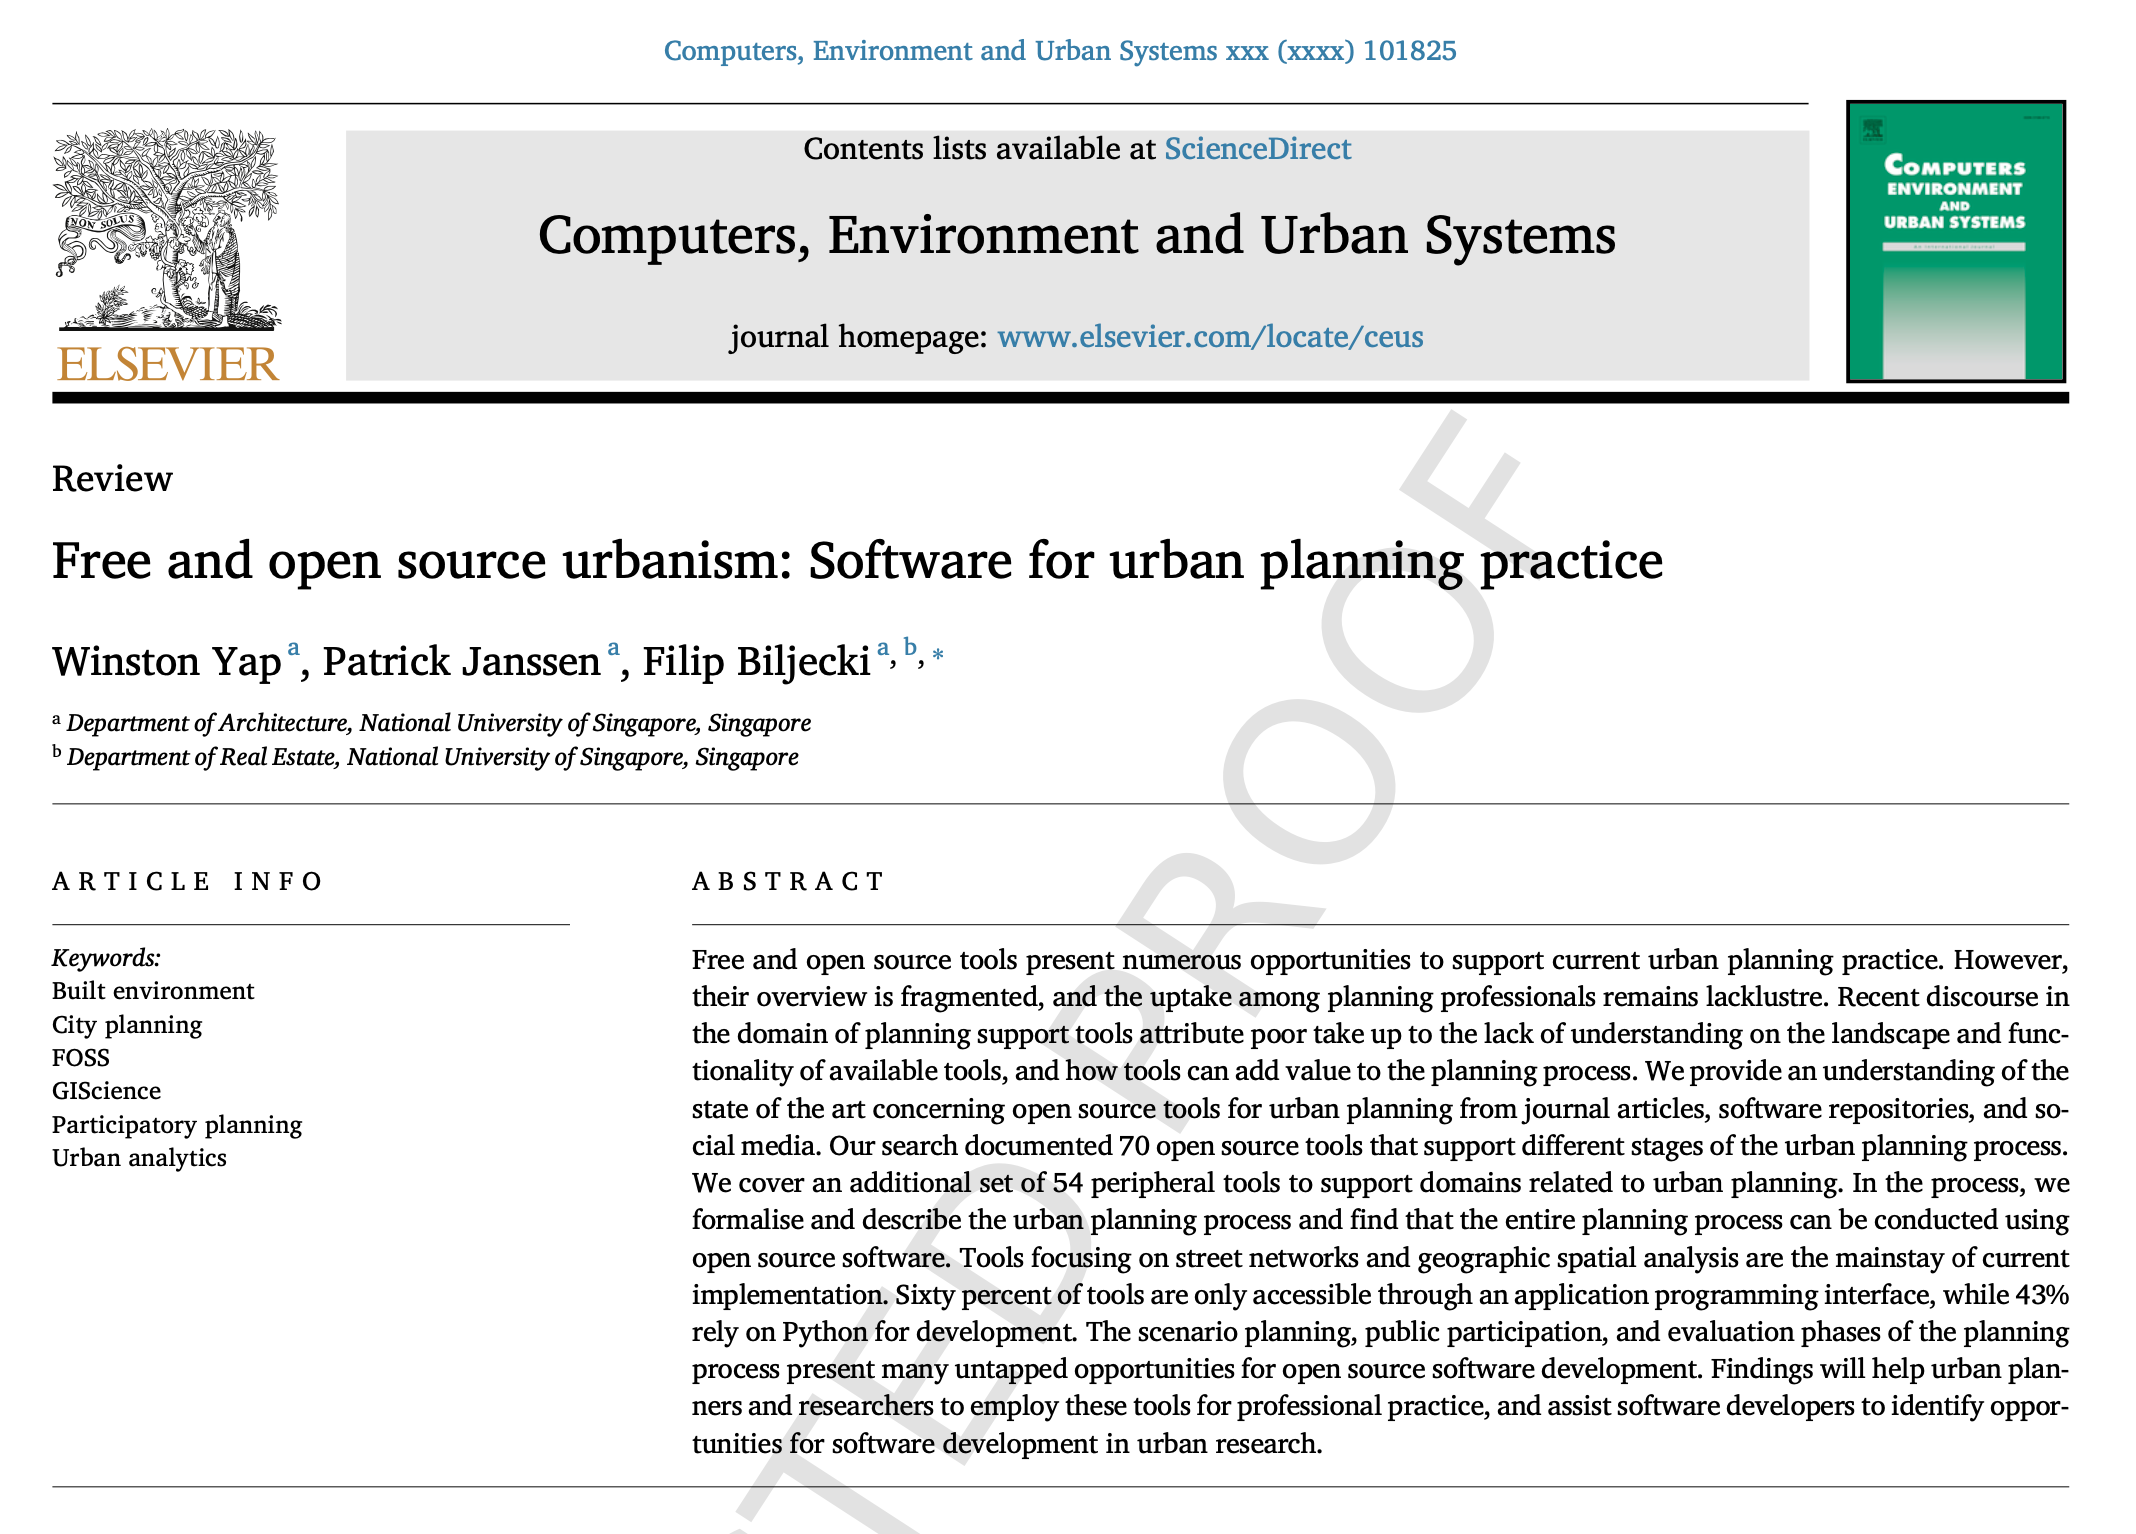 Computers, Environment and Urban Systems xxx (xxxx) 101825
NON SOLUS
ELSEVIER
Contents lists available at ScienceDirect
Computers, Environment and Urban Systems
journal homepage: www.elsevier.com/locate/ceus
COMPUTERS
ENVIRONMENT
AND
URBAN SYSTEMS
An International Journal
Review
Free and open source urbanism: Software for urban planning practice
Winston Yap a, Patrick Janssen a, Filip Biljecki a, b, *
a Department of Architecture, National University of Singapore, Singapore
b Department of Real Estate, National University of Singapore, Singapore
ARTICLE INFO
Keywords:
Built environment
City planning
FOSS
GIScience
Participatory planning
Urban analytics
ABSTRACT
Free and open source tools present numerous opportunities to support current urban planning practice. However,
their overview is fragmented, and the uptake among planning professionals remains lacklustre. Recent discourse in
the domain of planning support tools attribute poor take up to the lack of understanding on the landscape and func-
tionality of available tools, and how tools can add value to the planning process. We provide an understanding of the
state of the art concerning open source tools for urban planning from journal articles, software repositories, and so-
cial media. Our search documented 70 open source tools that support different stages of the urban planning process.
We cover an additional set of 54 peripheral tools to support domains related to urban planning. In the process, we
formalise and describe the urban planning process and find that the entire planning process can be conducted using
open source software. Tools focusing on street networks and geographic spatial analysis are the mainstay of current
implementation. Sixty percent of tools are only accessible through an application programming interface, while 43%
rely on Python for development. The scenario planning, public participation, and evaluation phases of the planning
process present many untapped opportunities for open source software development. Findings will help urban plan-
ners and researchers to employ these tools for professional practice, and assist software developers to identify oppor-
tunities for software development in urban research.
TED PROOF